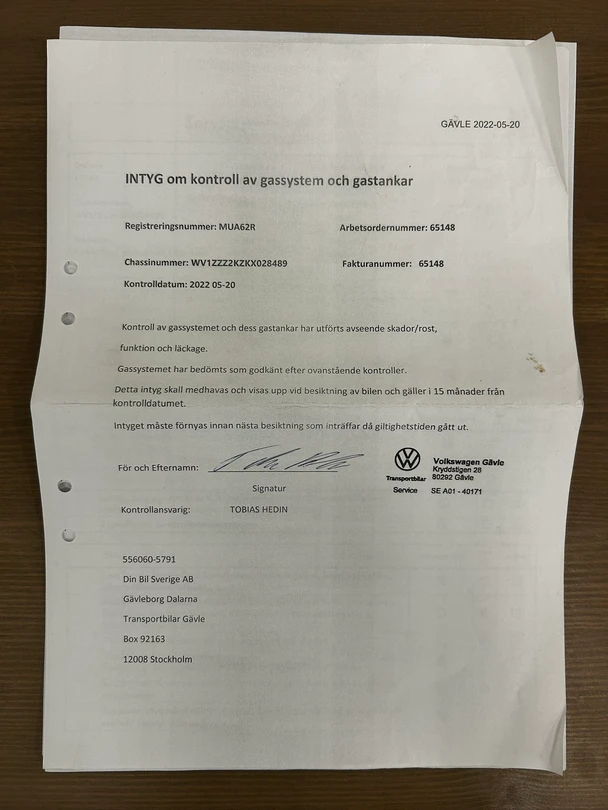 GÄVLE 2022-05-20
INTYG om kontroll av gassystem och gastankar
Registreringsnummer: MUA62R Arbetsordernummer: 65148
Chassinummer: WV1ZZZ2KZKX028489 Fakturanummer: 65148
Kontrolldatum: 2022 05-20
Kontroll av gassystemet och dess gastankar har utförts avseende skador/rost,
funktion och läckage.
Gassystemet har bedömts som godkänt efter ovanstående kontroller.
Detta intyg skall medhavas och visas upp vid besiktning av bilen och gäller i 15 månader från
kontrolldatumet.
Intyget måste förnyas innan nästa besiktning som inträffar då giltighetstiden gått ut.
För och Efternamn:
Signatur
Kontrollansvarig: TOBIAS HEDIN
Transportbilar
Service
Volkswagen Gävle
Kryddstigen 28
80292 Gävle
SE A01 - 40171
556060-5791
Din Bil Sverige AB
Gävleborg Dalarna
Transportbilar Gävle
Box 92163
12008 Stockholm